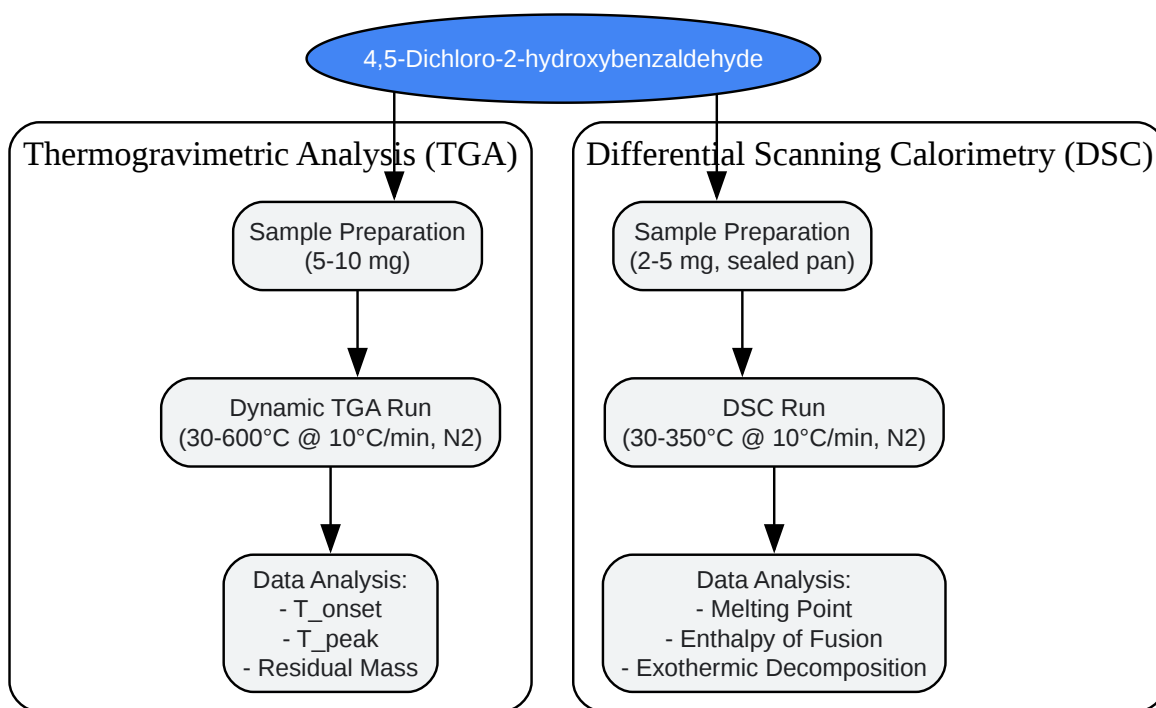 4,5-Dichloro-2-hydroxybenzaldehyde
Thermogravimetric Analysis (TGA)
Sample Preparation
(5-10 mg)
Dynamic TGA Run
(30-600°C @ 10°C/min, N2)
Data Analysis:
- T_onset
- T_peak
- Residual Mass
Differential Scanning Calorimetry (DSC)
Sample Preparation
(2-5 mg, sealed pan)
DSC Run
(30-350°C @ 10°C/min, N2)
Data Analysis:
- Melting Point
- Enthalpy of Fusion
- Exothermic Decomposition